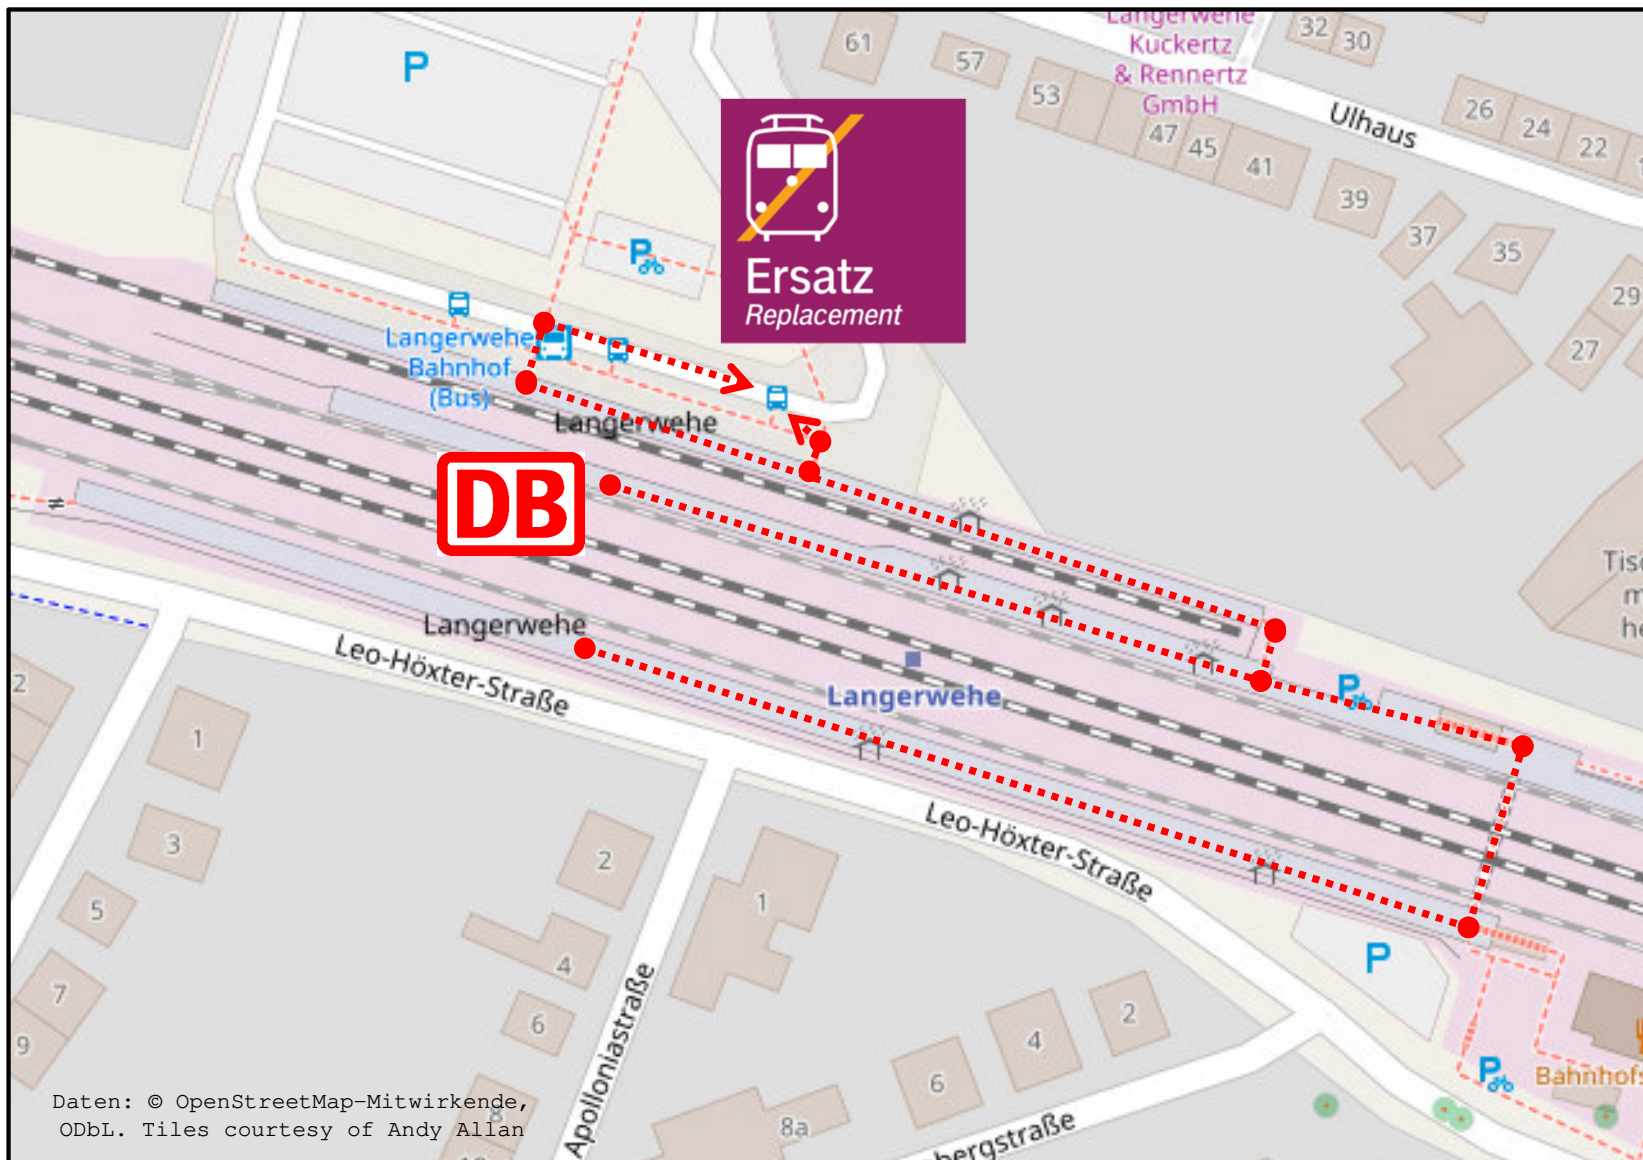 Langerwehe
Kuckertz
& Rennertz
GmbH
P
61
57
53
47
45
41
39
37
35
32
30
26
24
22
29
27
Ulhaus
Ersatz
Replacement
P
Langerwehe
Bahnhof
(Bus)
Langerwehe
DB
Langerwehe
Leo-Höxter-Straße
Langerwehe
P
Leo-Höxter-Straße
2
1
3
5
7
9
2
4
6
8
1
8a
6
4
2
P
P
Apolloniastraße
bergstraße
Bahnhofs
Daten: © OpenStreetMap-Mitwirkende,
ODbL. Tiles courtesy of Andy Allan